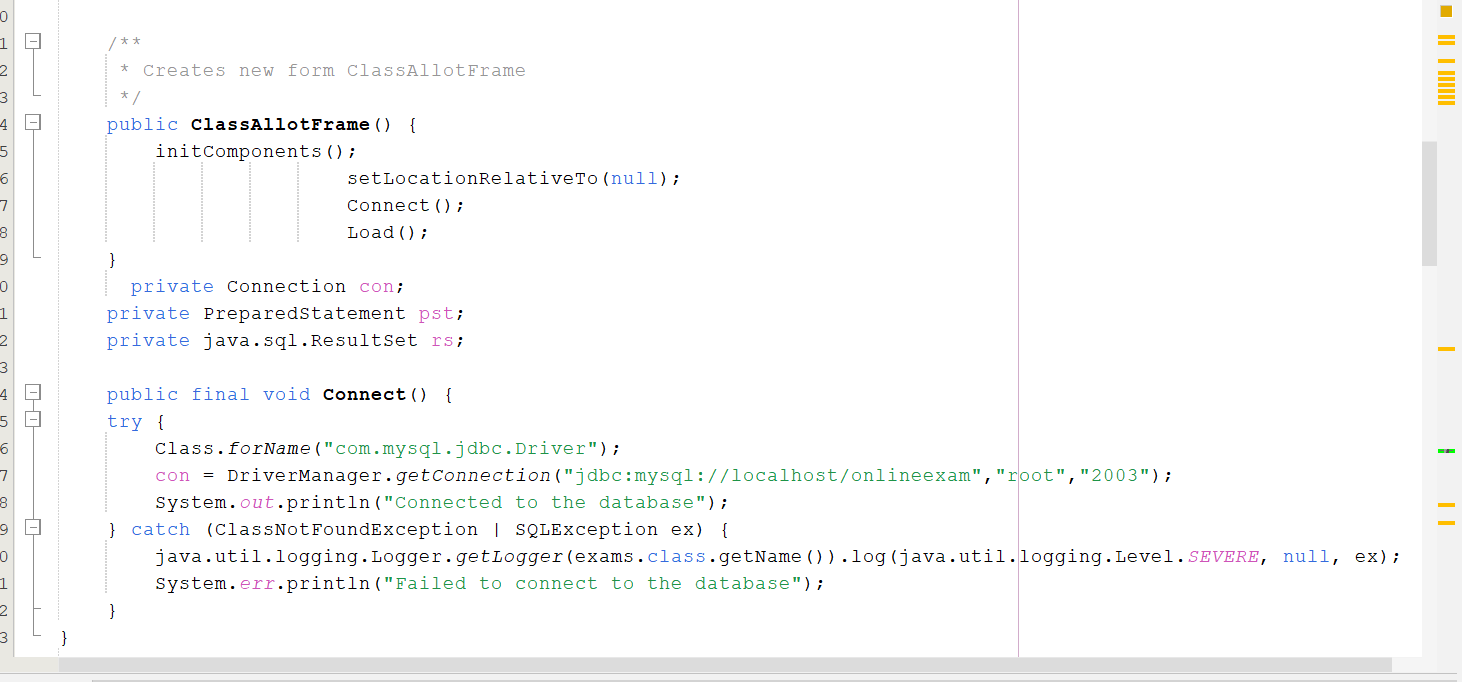 0
1 /**
2 * Creates new form ClassAllotFrame
3 */
4 public ClassAllotFrame() {
5 initComponents();
6 setLocationRelativeTo(null);
7 Connect();
8 Load();
9 }
0 private Connection con;
1 private PreparedStatement pst;
2 private java.sql.ResultSet rs;
3
4 public final void Connect() {
5 try {
6 Class.forName("com.mysql.jdbc.Driver");
7 con = DriverManager.getConnection("jdbc:mysql://localhost/onlineexam","root","2003");
8 System.out.println("Connected to the database");
9 } catch (ClassNotFoundException | SQLException ex) {
0 java.util.logging.Logger.getLogger(exams.class.getName()).log(java.util.logging.Level.SEVERE, null, ex);
1 System.err.println("Failed to connect to the database");
2 }
3 }